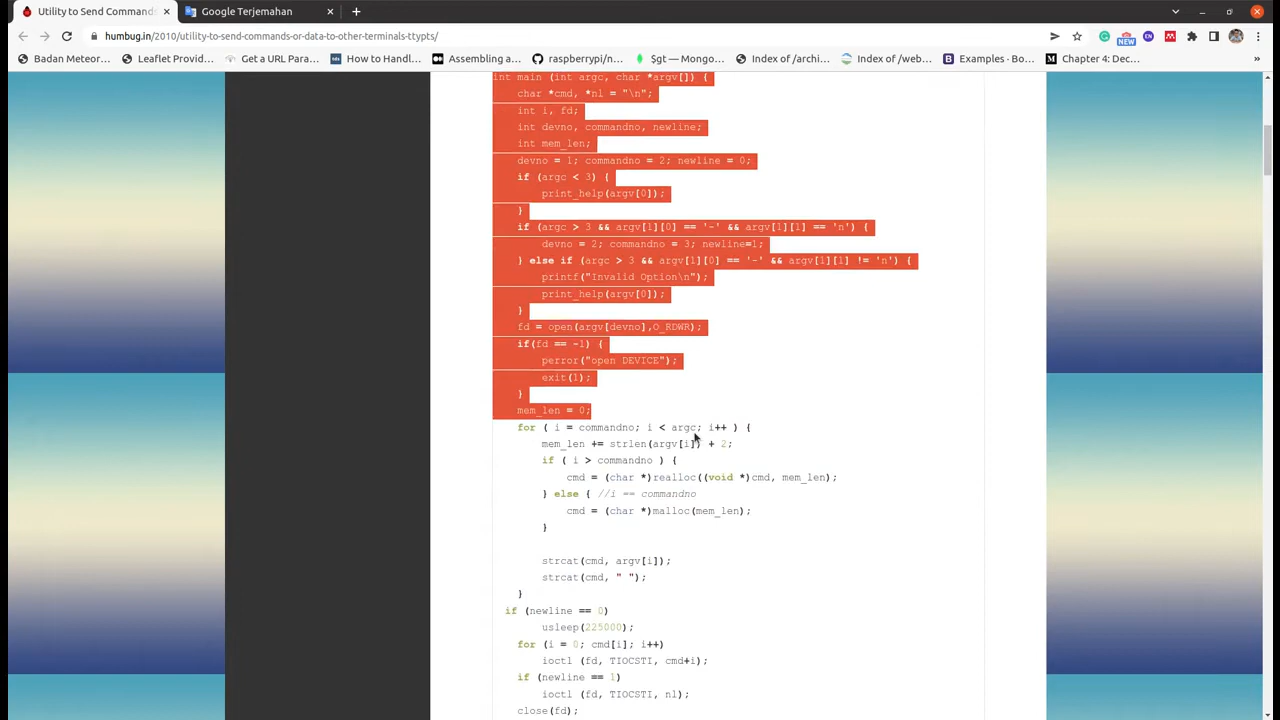 Utility to Send Commands
Google Terjemahan
humbug.in/2010/utility-to-send-commands-or-data-to-other-terminals-ttypts/
NEW
EN
Badan Meteor...
Leaflet Provid...
Get a URL Para...
How to Handl...
Assembling a...
raspberrypi/n...
$gt — Mongo...
Index of /archi...
Index of /web...
Examples · Bo...
Chapter 4: Dec...
»
int main (int argc, char *argv[]) {
char *cmd, *nl = "\n";
int i, fd;
int devno, commandno, newline;
int mem_len;
devno = 1; commandno = 2; newline = 0;
if (argc < 3) {
print_help(argv[0]);
}
if (argc > 3 && argv[1][0] == '-' && argv[1][1] == 'n') {
devno = 2; commandno = 3; newline=1;
} else if (argc > 3 && argv[1][0] == '-' && argv[1][1] != 'n') {
printf("Invalid Option\n");
print_help(argv[0]);
}
fd = open(argv[devno],O_RDWR);
if(fd == -1) {
perror("open DEVICE");
exit(1);
}
mem_len = 0;
for ( i = commandno; i < argc; i++ ) {
mem_len += strlen(argv[i]) + 2;
if ( i > commandno ) {
cmd = (char *)realloc((void *)cmd, mem_len);
} else { //i == commandno
cmd = (char *)malloc(mem_len);
}
strcat(cmd, argv[i]);
strcat(cmd, " ");
}
if (newline == 0)
usleep(225000);
for (i = 0; cmd[i]; i++)
ioctl (fd, TIOCSTI, cmd+i);
if (newline == 1)
ioctl (fd, TIOCSTI, nl);
close(fd);